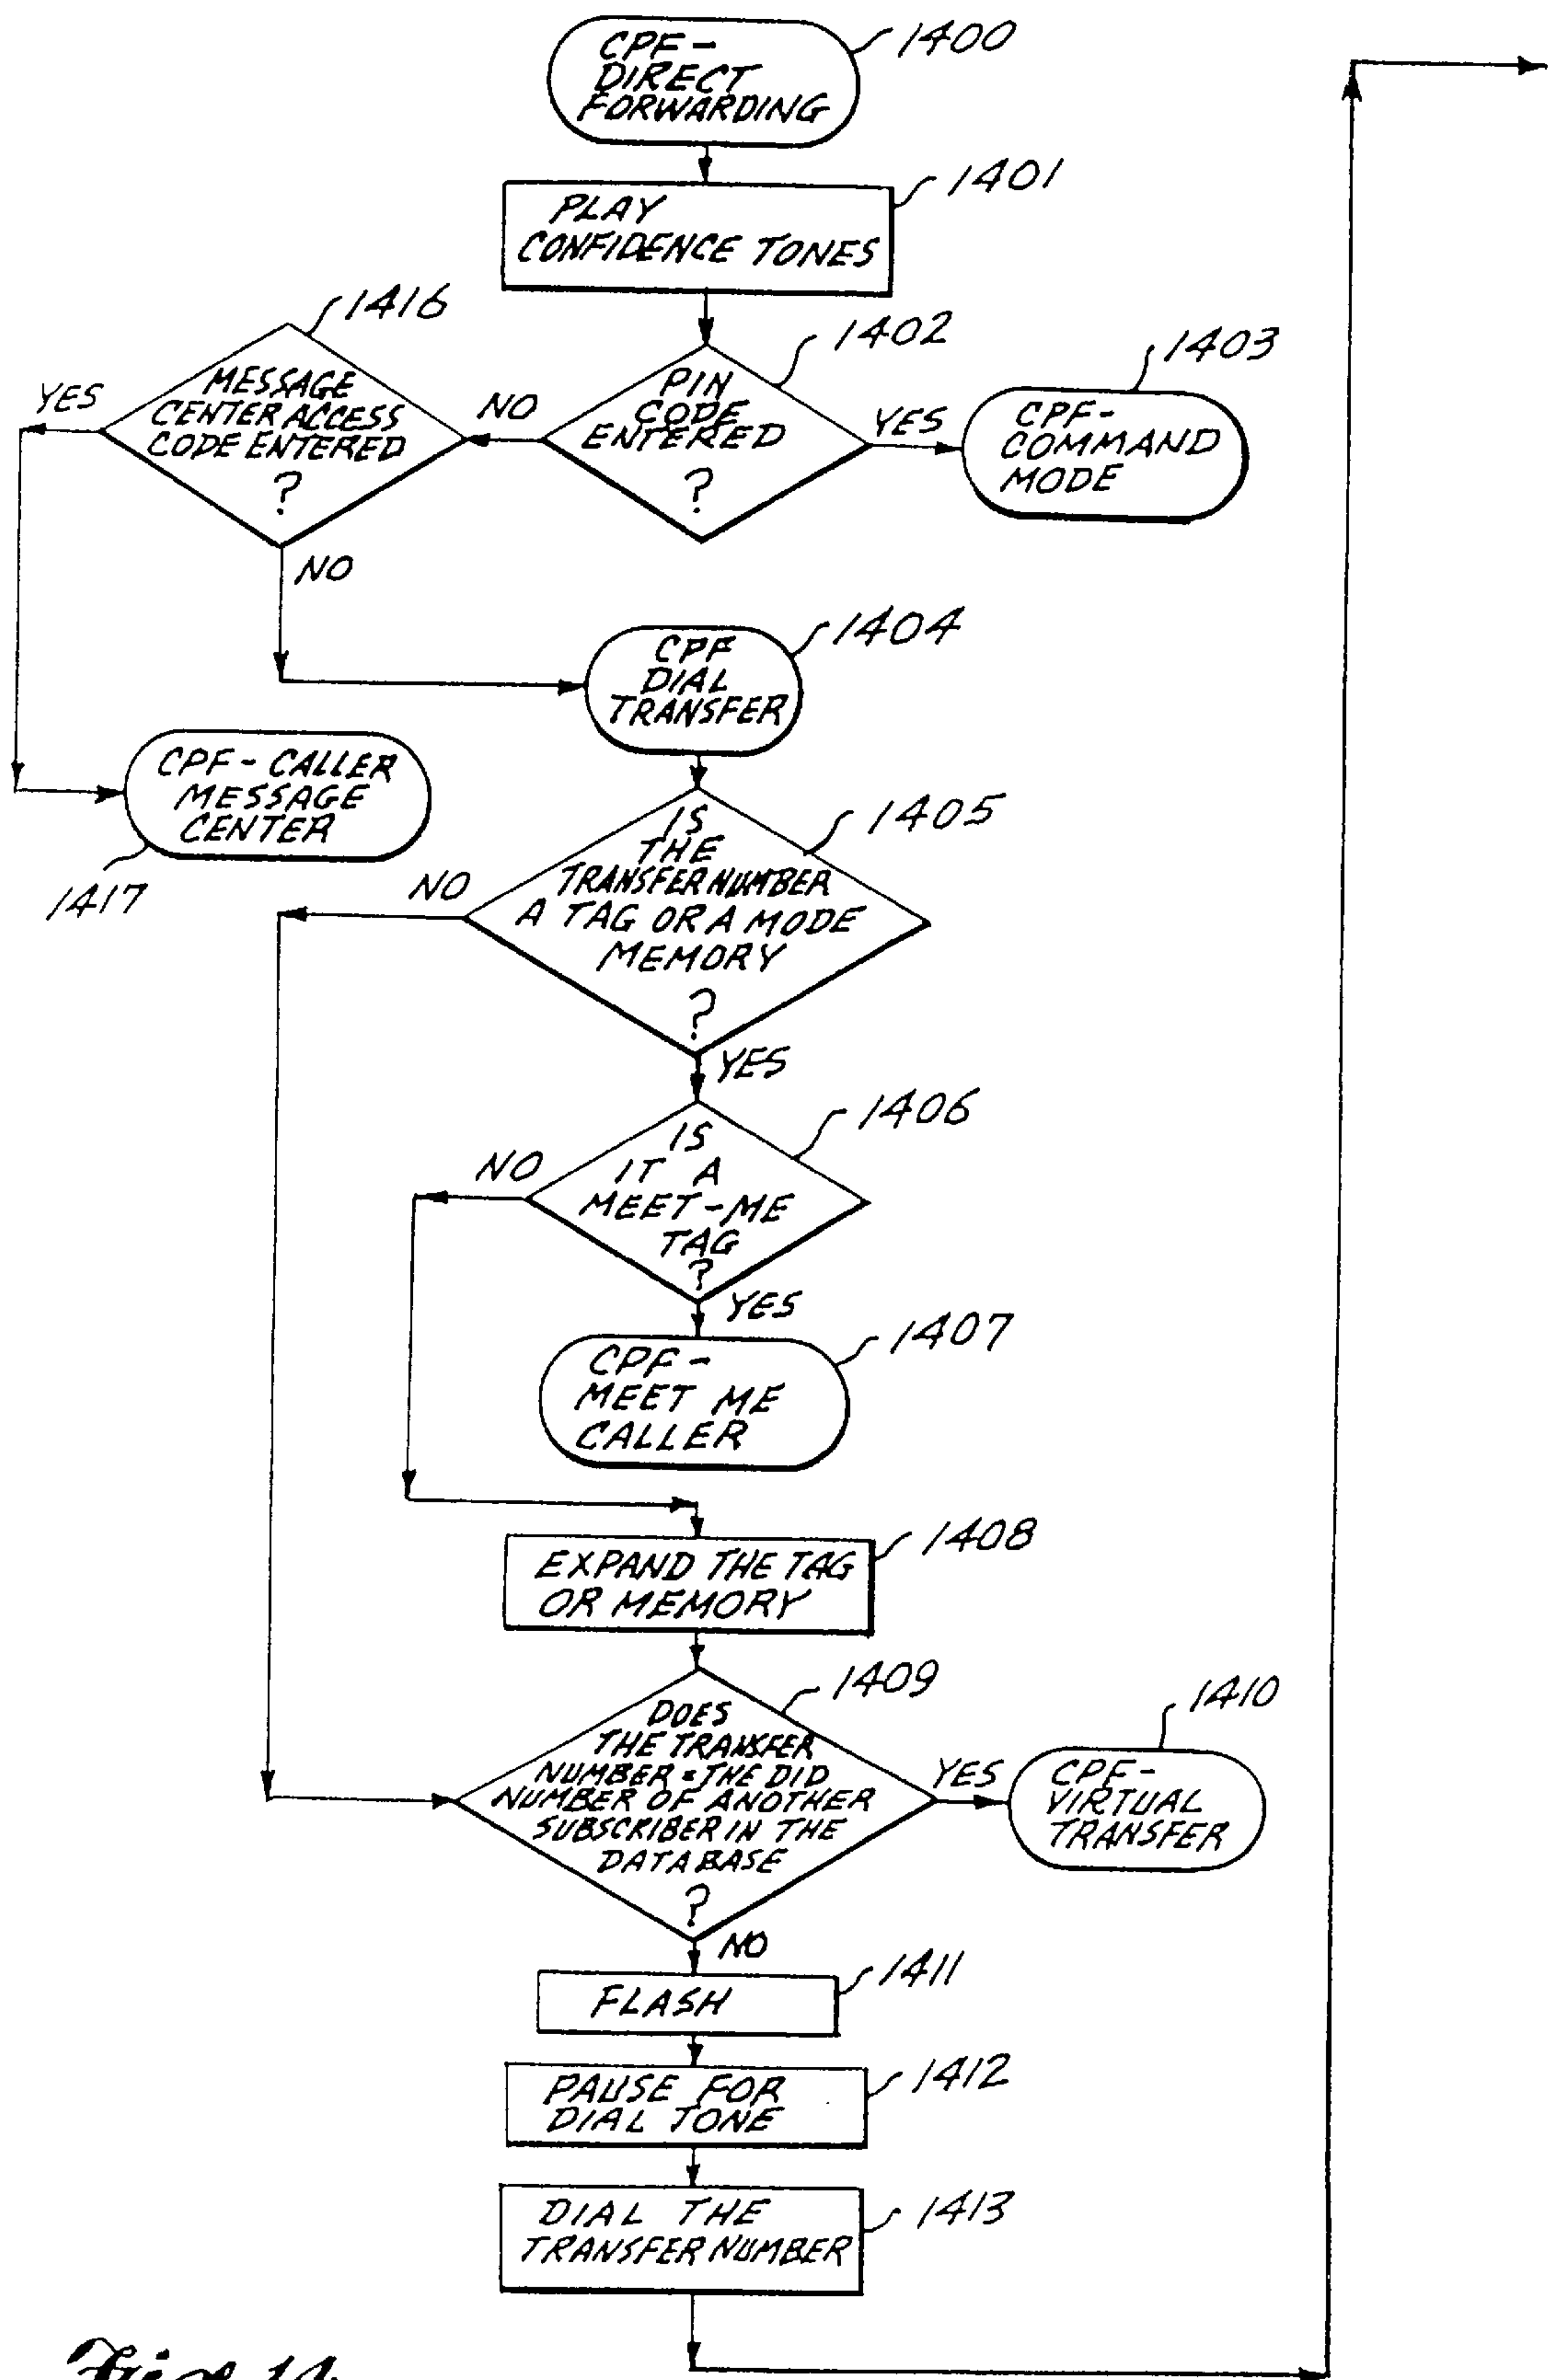 CPF-
DIRECT
FORWARDING
1400
PLAY
CONFIDENCE TONES
1401
1416
MESSAGE
CENTER ACCESS
CODE ENTERED
?
YES
NO
PIN
CODE
ENTERED
?
1402
YES
CPF-
COMMAND
MODE
1403
NO
CPF
DIAL
TRANSFER
1404
CPF-CALLER
MESSAGE
CENTER
1417
IS
THE
TRANSFER NUMBER
A TAG OR A MODE
MEMORY
?
1405
NO
YES
IS
IT A
MEET-ME
TAG
?
1406
NO
YES
CPF-
MEET ME
CALLER
1407
EXPAND THE TAG
OR MEMORY
1408
DOES
THE TRANSFER
NUMBER = THE DID
NUMBER OF ANOTHER
SUBSCRIBER IN THE
DATABASE
?
1409
YES
CPF-
VIRTUAL
TRANSFER
1410
NO
FLASH
1411
PAUSE FOR
DIAL TONE
1412
DIAL THE
TRANSFER NUMBER
1413